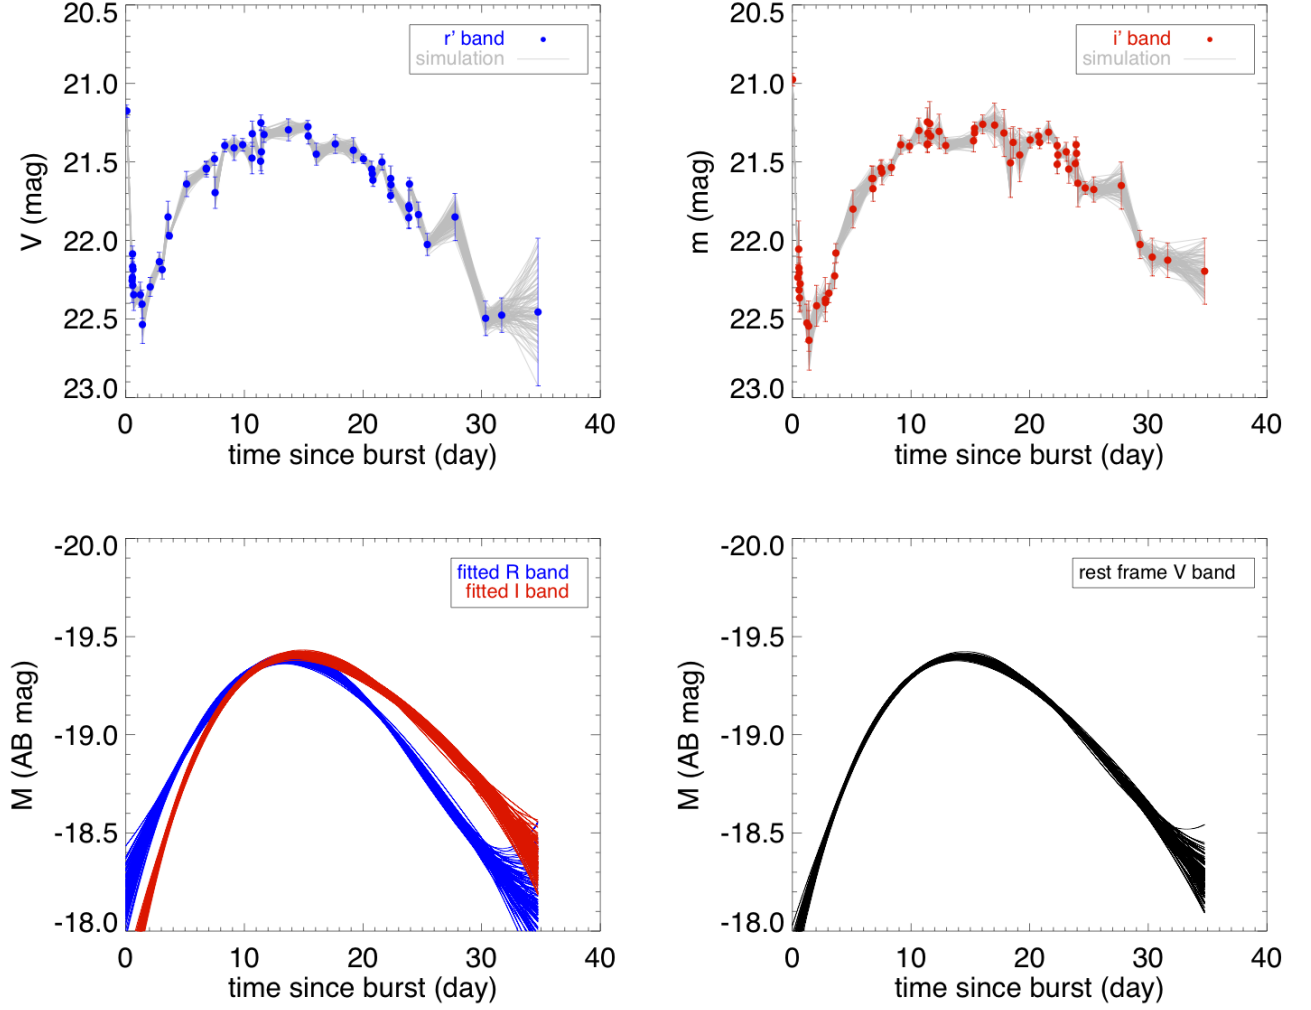 20.5
21.0
21.5
22.0
22.5
23.0
V (mag)
r' band
simulation
0 10 20 30 40
time since burst (day)
20.5
21.0
21.5
22.0
22.5
23.0
m (mag)
i' band
simulation
0 10 20 30 40
time since burst (day)
-20.0
-19.5
-19.0
-18.5
-18.0
M (AB mag)
fitted R band
fitted I band
0 10 20 30 40
time since burst (day)
-20.0
-19.5
-19.0
-18.5
-18.0
M (AB mag)
rest frame V band
0 10 20 30 40
time since burst (day)